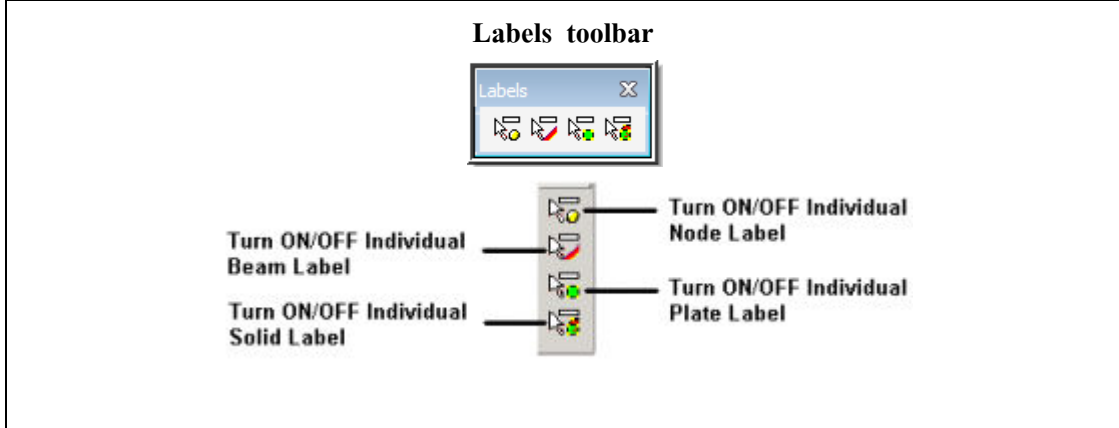 Labels toolbar
Labels
Turn ON/OFF Individual
Node Label
Turn ON/OFF Individual
Beam Label
Turn ON/OFF Individual
Plate Label
Turn ON/OFF Individual
Solid Label